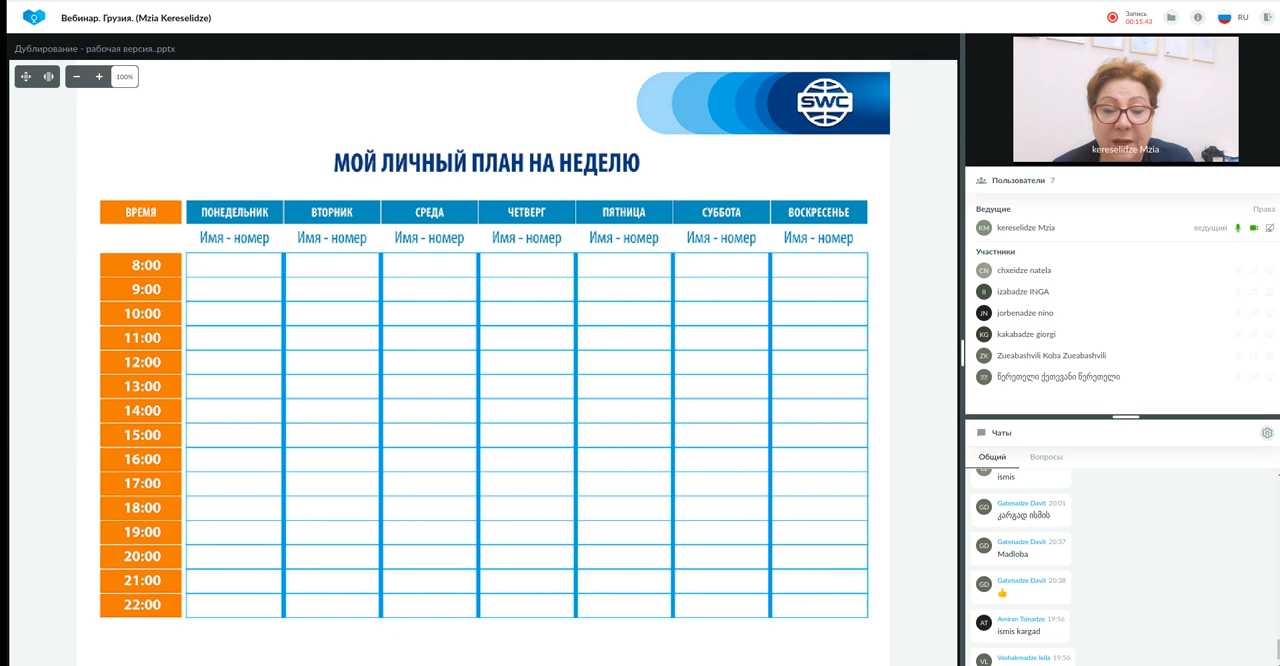 Вебинар. Грузия. (Mzia Kereselidze)
Запись
00:15:43
RU
Дублирование - рабочая версия..pptx
100%
SWC
МОЙ ЛИЧНЫЙ ПЛАН НА НЕДЕЛЮ
ВРЕМЯ ПОНЕДЕЛЬНИК ВТОРНИК СРЕДА ЧЕТВЕРГ ПЯТНИЦА СУББОТА ВОСКРЕСЕНЬЕ
Имя - номер Имя - номер Имя - номер Имя - номер Имя - номер Имя - номер Имя - номер
8:00
9:00
10:00
11:00
12:00
13:00
14:00
15:00
16:00
17:00
18:00
19:00
20:00
21:00
22:00
kereselidze Mzia
Пользователи 7
Ведущие Права
KM kereselidze Mzia ведущий
Участники
CN chxeidze natela
II izabadze INGA
JN jorbenadze nino
KG kakabadze giorgi
ZK Zueabashvili Koba Zueabashvili
წერეთელი ქეთევანი წერეთელი
Чаты
Общий Вопросы
ismis
GD Gatenadze Davit 20:01
კარგად ისმის
GD Gatenadze Davit 20:37
Madloba
GD Gatenadze Davit 20:38
AT Amiran Tsinadze 19:56
ismis kargad
VL Vashakmadze leila 19:56